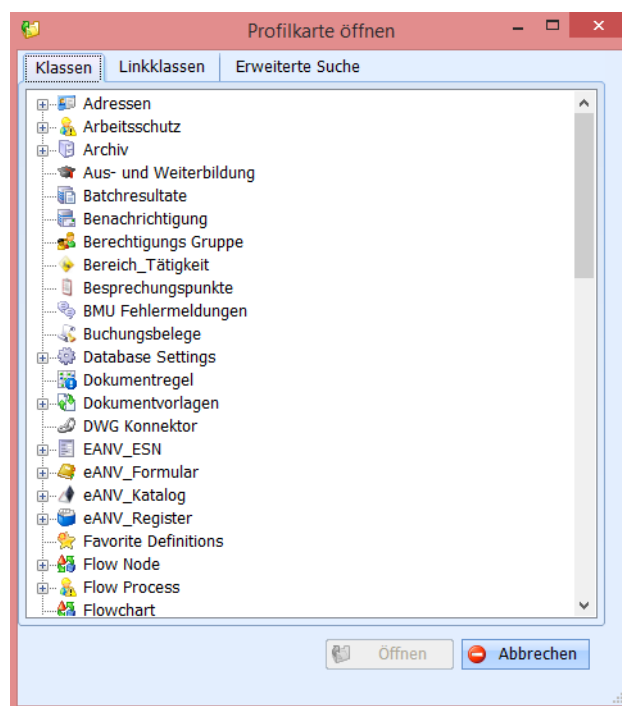 Profilkarte öffnen
Klassen Linkklassen Erweiterte Suche
Adressen
Arbeitsschutz
Archiv
Aus- und Weiterbildung
Batchresultate
Benachrichtigung
Berechtigungs Gruppe
Bereich_Tätigkeit
Besprechungspunkte
BMU Fehlermeldungen
Buchungsbelege
Database Settings
Dokumentregel
Dokumentvorlagen
DWG Konnektor
EANV_ESN
eANV_Formular
eANV_Katalog
eANV_Register
Favorite Definitions
Flow Node
Flow Process
Flowchart
Öffnen Abbrechen